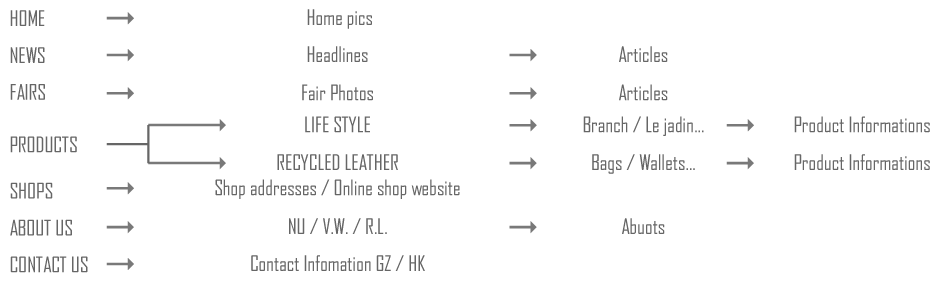 HOME Home pics
NEWS Headlines Articles
FAIRS Fair Photos Articles
LIFE STYLE Branch / Le jadin... Product Informations
PRODUCTS
RECYCLED LEATHER Bags / Wallets... Product Informations
SHOPS Shop addresses / Online shop website
ABOUT US NU / V.W. / R.L. Abuots
CONTACT US Contact Infomation GZ / HK